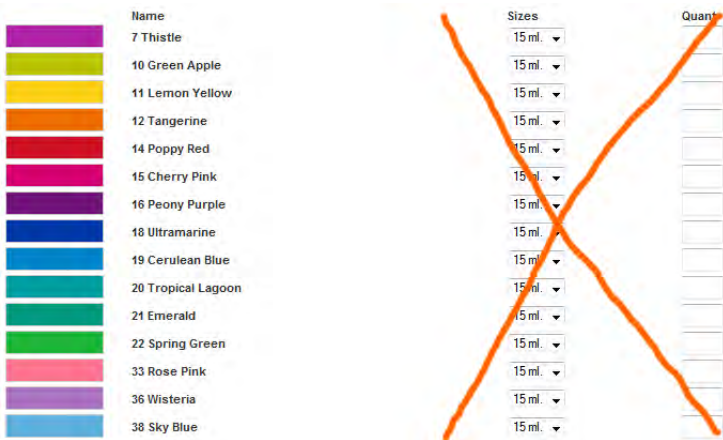 Name Sizes Quant
7 Thistle 15 ml.
10 Green Apple 15 ml.
11 Lemon Yellow 15 ml.
12 Tangerine 15 ml.
14 Poppy Red 15 ml.
15 Cherry Pink 15 ml.
16 Peony Purple 15 ml.
18 Ultramarine 15 ml.
19 Cerulean Blue 15 ml.
20 Tropical Lagoon 15 ml.
21 Emerald 15 ml.
22 Spring Green 15 ml.
33 Rose Pink 15 ml.
36 Wisteria 15 ml.
38 Sky Blue 15 ml.